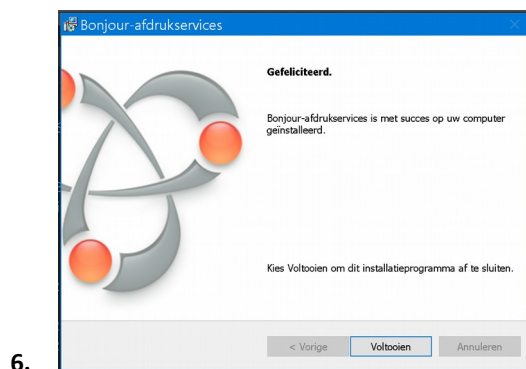 Bonjour-afdrukservices
Gefeliciteerd.
Bonjour-afdrukservices is met succes op uw computer
geïnstalleerd.
Kies Voltooien om dit installatieprogramma af te sluiten.
< Vorige Voltooien Annuleren
6.